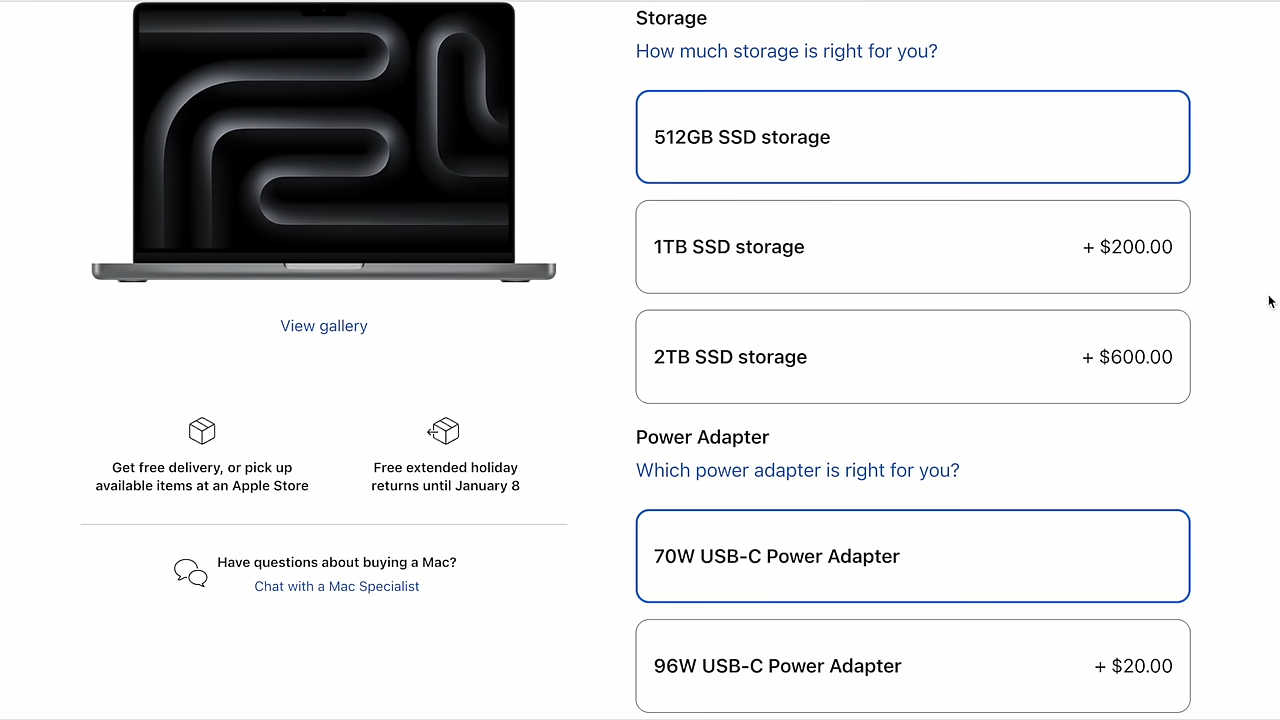 Storage
How much storage is right for you?
512GB SSD storage
1TB SSD storage + $200.00
2TB SSD storage + $600.00
View gallery
Get free delivery, or pick up
available items at an Apple Store
Free extended holiday
returns until January 8
Have questions about buying a Mac?
Chat with a Mac Specialist
Power Adapter
Which power adapter is right for you?
70W USB-C Power Adapter
96W USB-C Power Adapter + $20.00